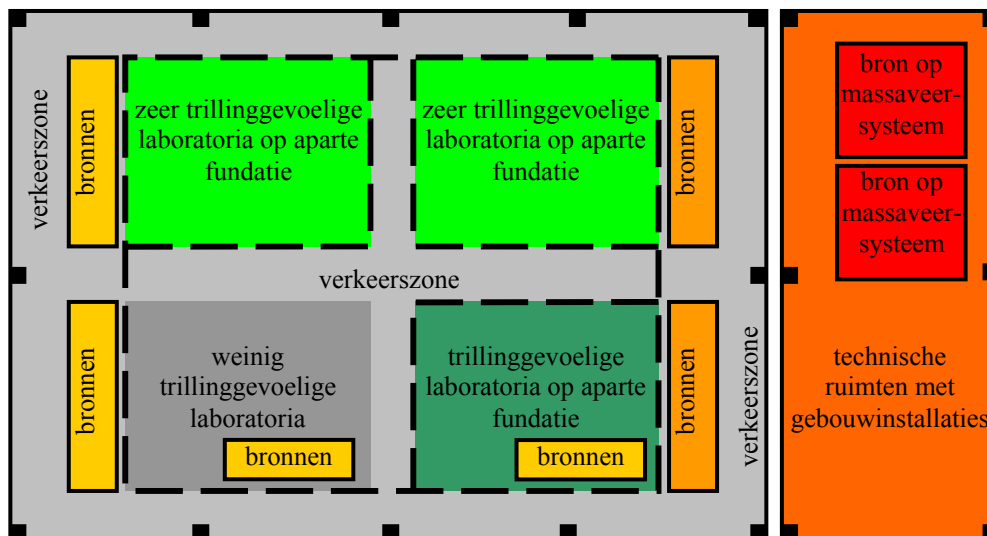 verkeerszone
bronnen
zeer trillinggevoelige
laboratoria op aparte
fundatie
zeer trillinggevoelige
laboratoria op aparte
fundatie
bronnen
bron op
massaveer-
systeem
bron op
massaveer-
systeem
verkeerszone
bronnen
weinig
trillinggevoelige
laboratoria
bronnen
trillinggevoelige
laboratoria op aparte
fundatie
bronnen
bronnen
verkeerszone
technische
ruimten met
gebouwinstallaties